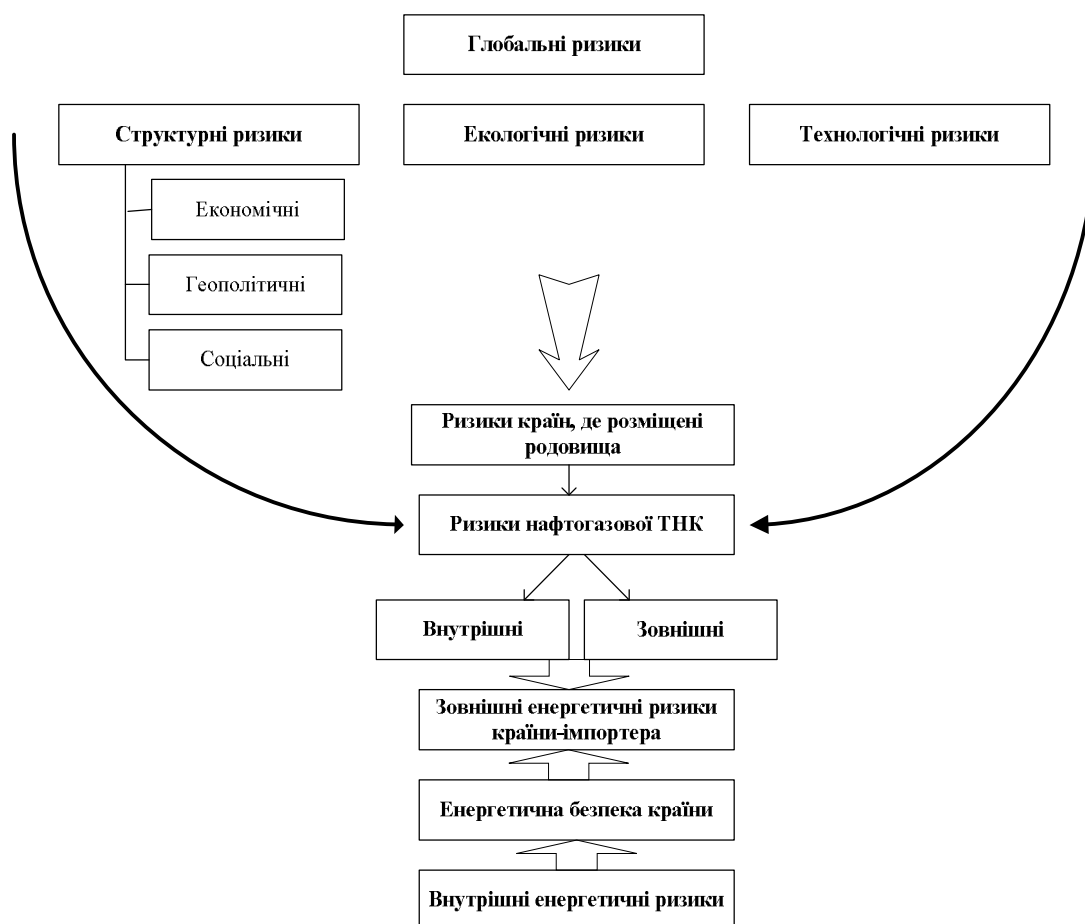 Глобальні ризики
Структурні ризики
Екологічні ризики
Технологічні ризики
Економічні
Геополітичні
Соціальні
Ризики країн, де розміщені
родовища
Ризики нафтогазової ТНК
Внутрішні
Зовнішні
Зовнішні енергетичні ризики
країни-імпортера
Енергетична безпека країни
Внутрішні енергетичні ризики